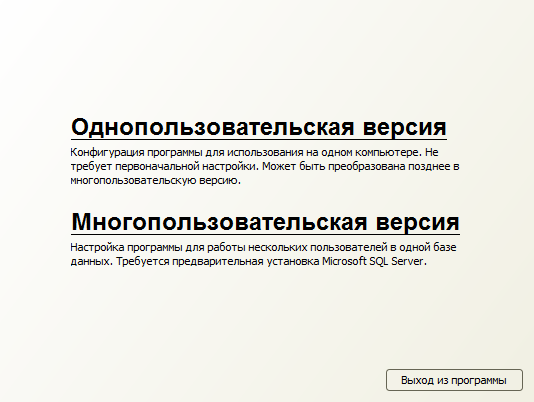 Однопользовательская версия
Конфигурация программы для использования на одном компьютере. Не
требует первоначальной настройки. Может быть преобразована позднее в
многопользовательскую версию.
Многопользовательская версия
Настройка программы для работы нескольких пользователей в одной базе
данных. Требуется предварительная установка Microsoft SQL Server.
Выход из программы